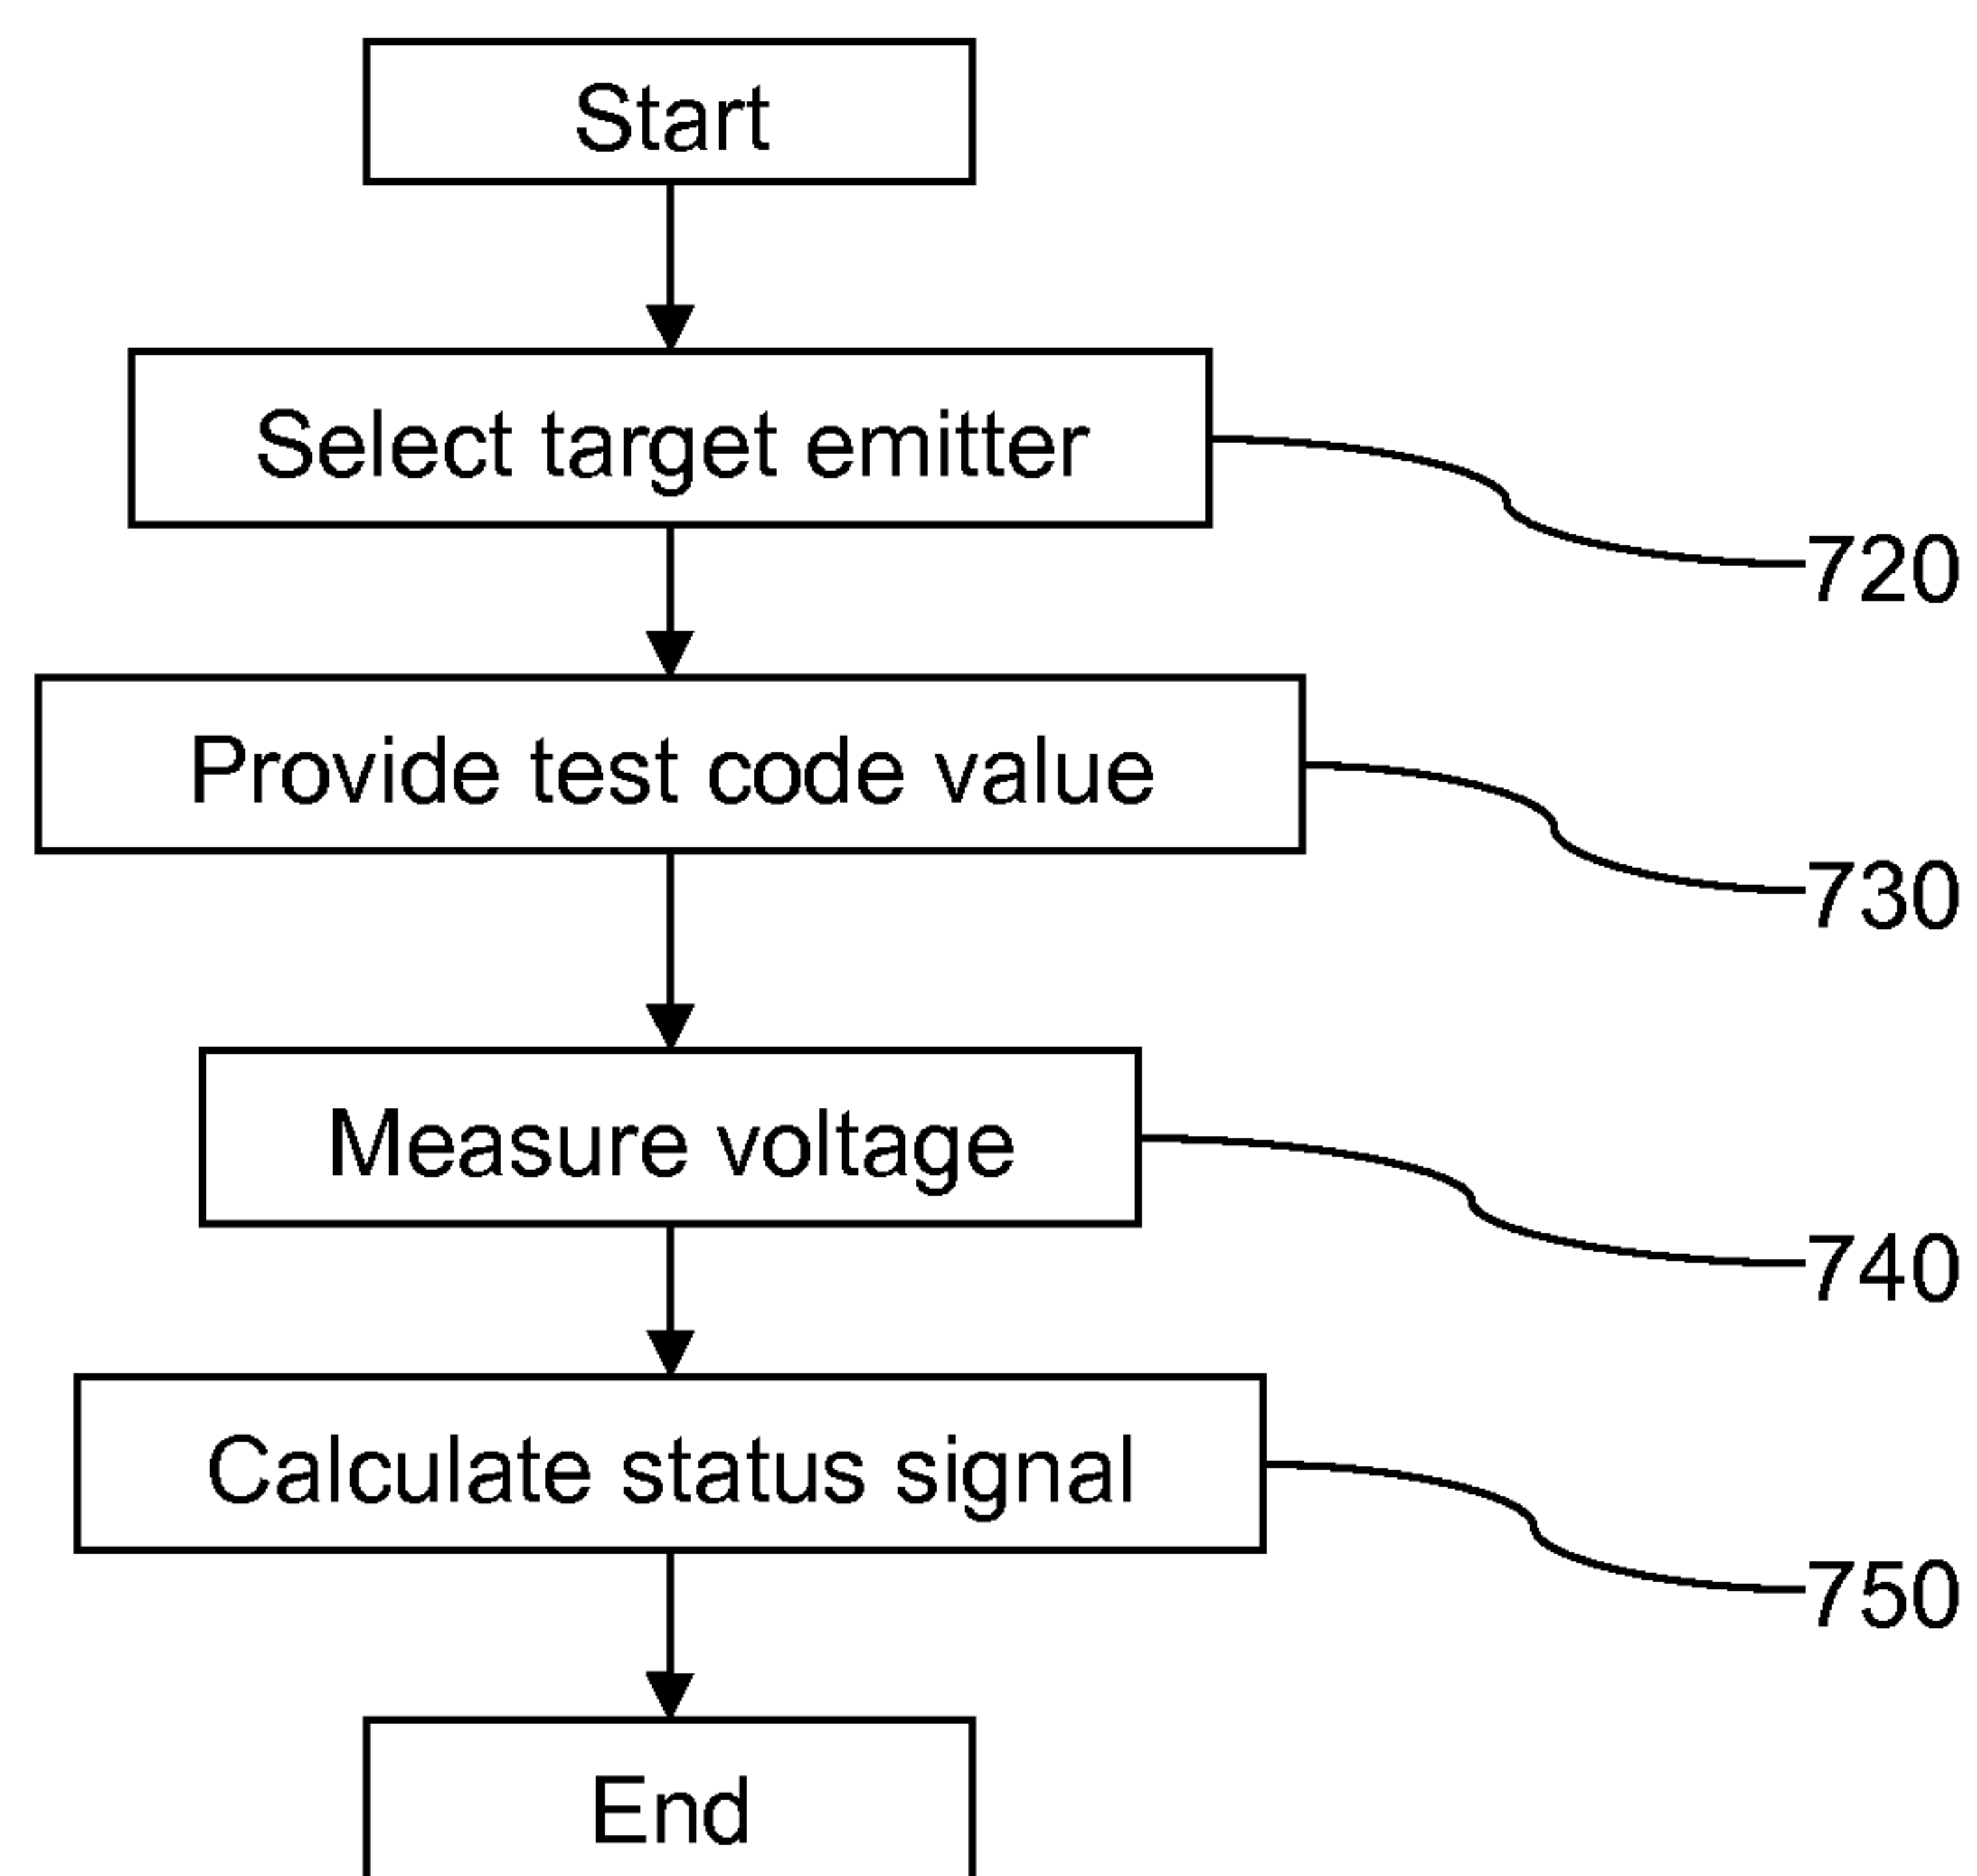 Start
Select target emitter
720
Provide test code value
730
Measure voltage
740
Calculate status signal
750
End